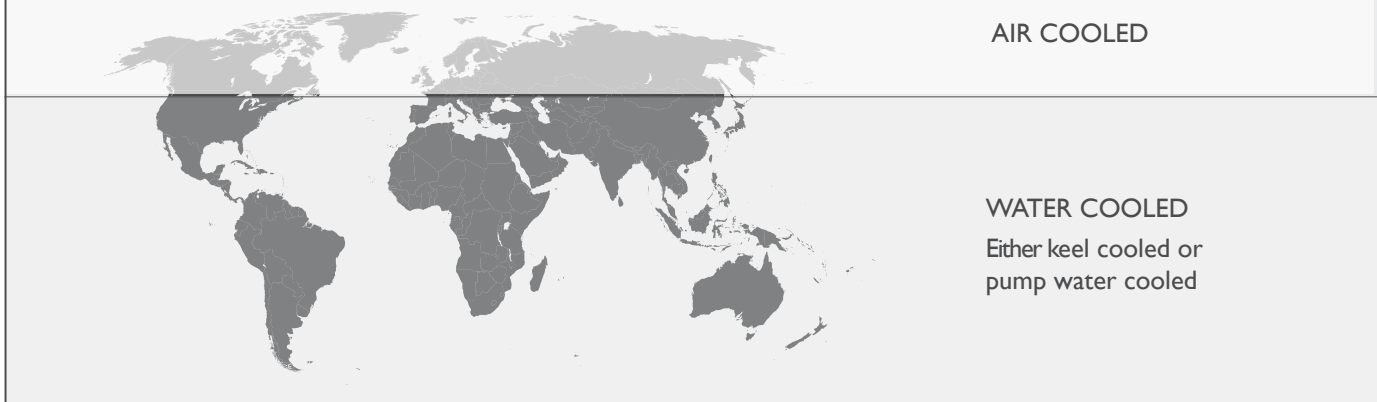 AIR COOLED
WATER COOLED
Either keel cooled or
pump water cooled